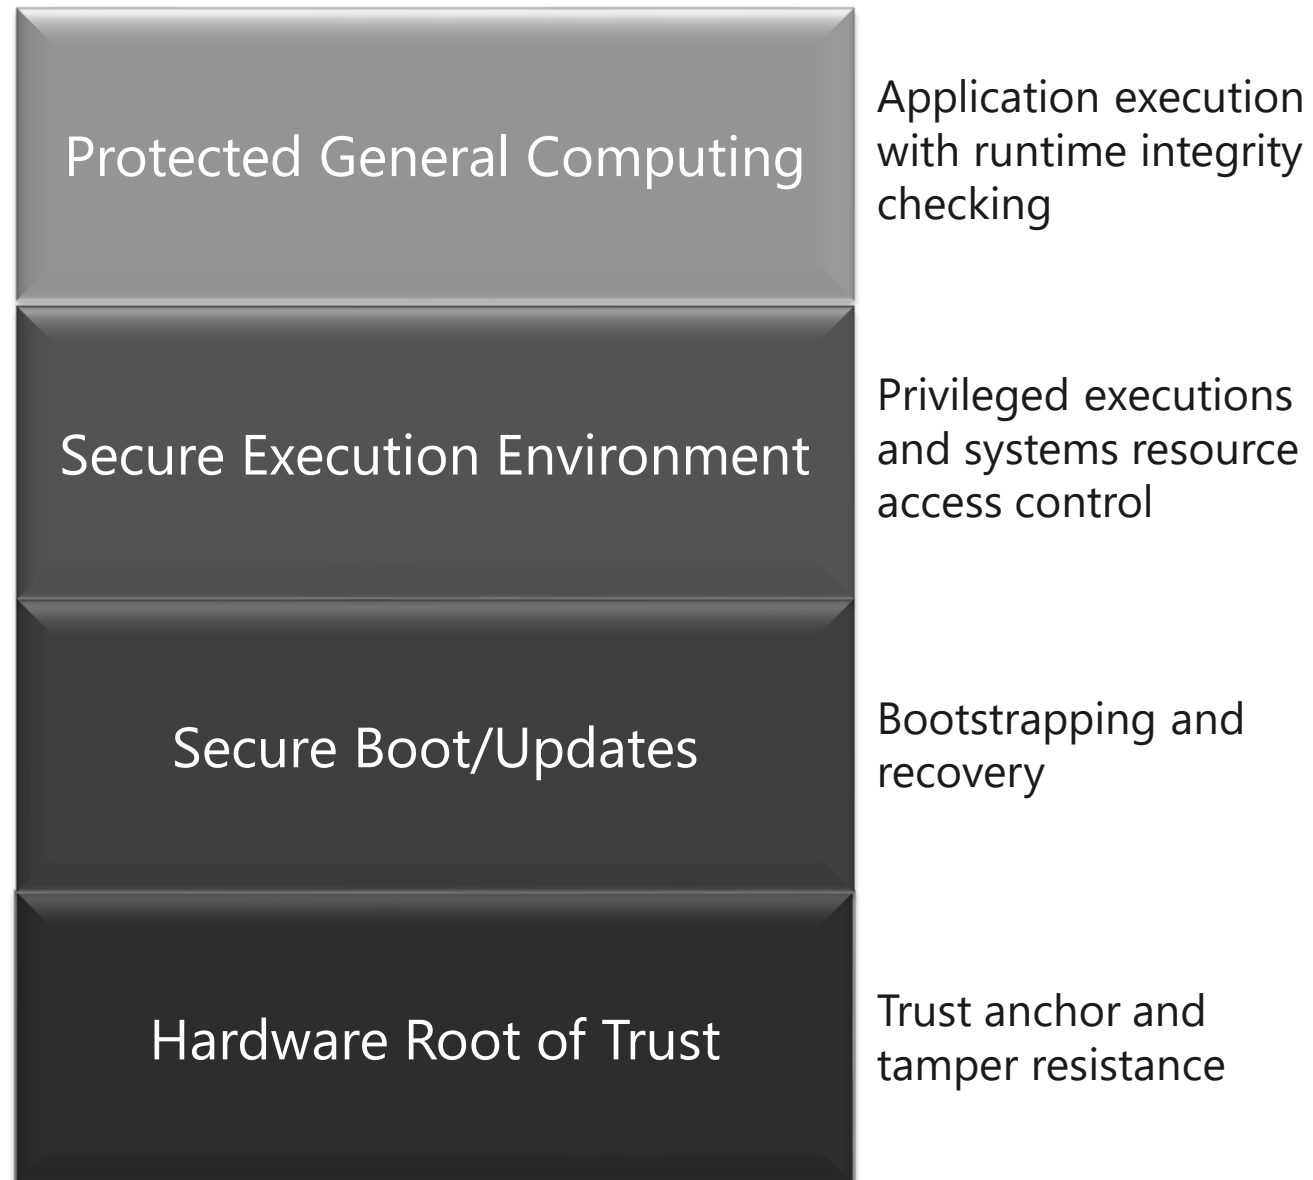 Protected General Computing
Application execution
with runtime integrity
checking
Secure Execution Environment
Privileged executions
and systems resource
access control
Secure Boot/Updates
Bootstrapping and
recovery
Hardware Root of Trust
Trust anchor and
tamper resistance